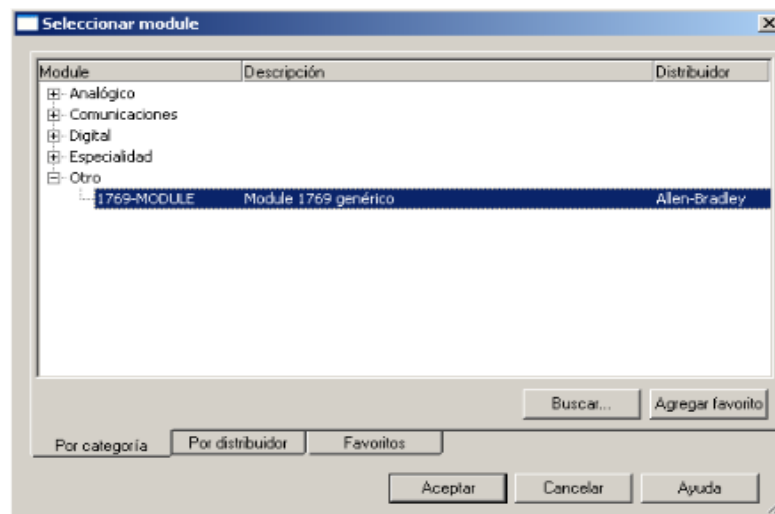 Seleccionar module
Module Descripción Distribuidor
Analógico
Comunicaciones
Digital
Especialidad
Otro
1769-MODULE Module 1769 genérico Allen-Bradley
Buscar... Agregar favorito
Por categoría Por distribuidor Favoritos
Aceptar Cancelar Ayuda